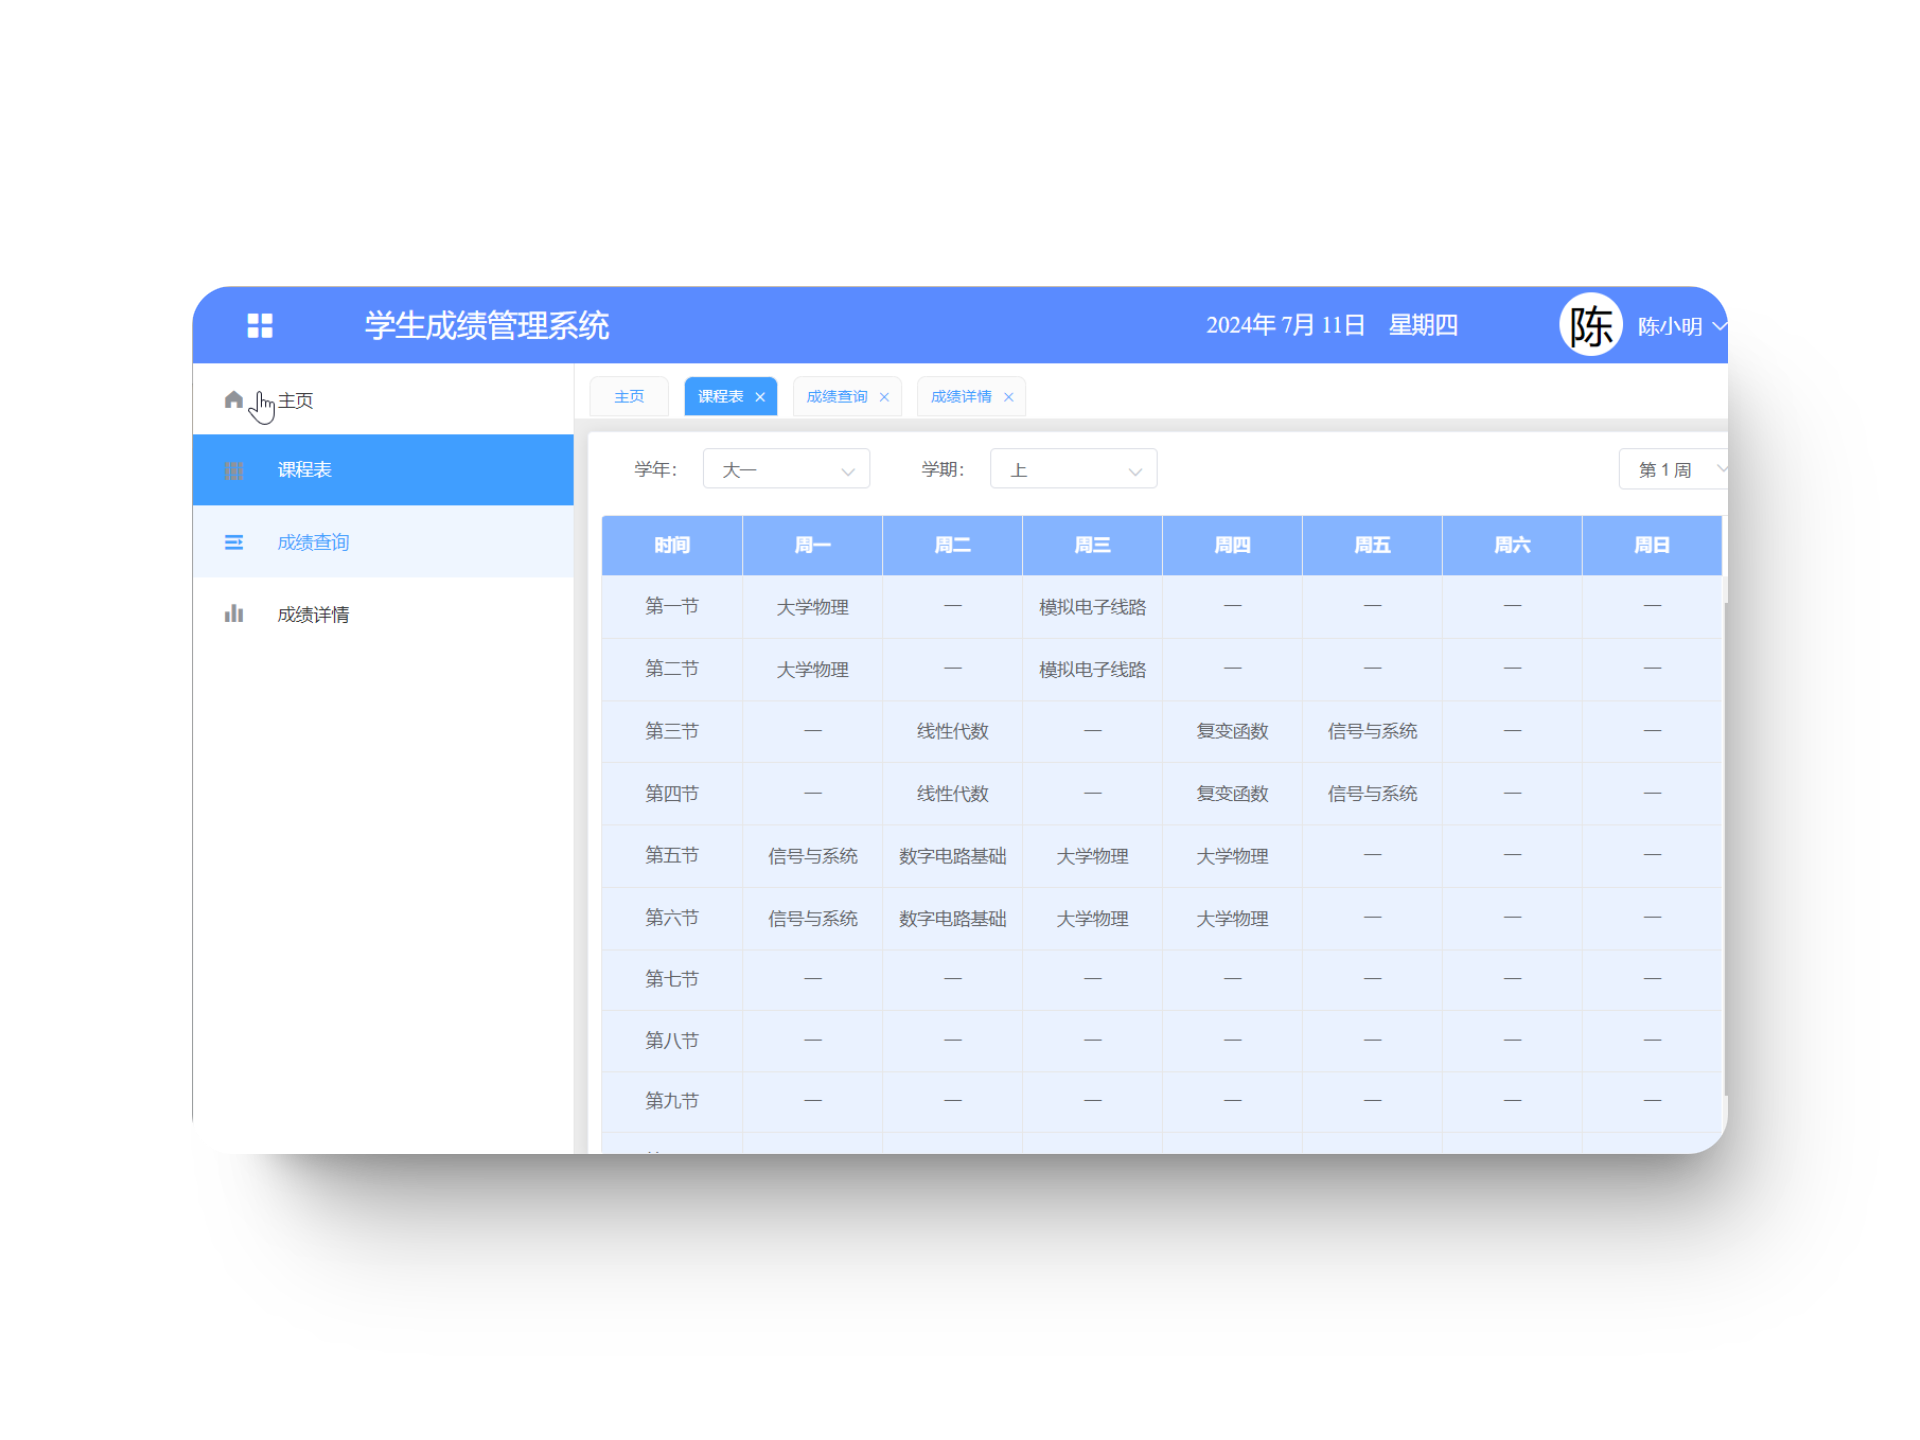 学生成绩管理系统 2024年 7月 11日 星期四 陈 陈小明
主页
课程表
成绩查询
成绩详情
主页 课程表 × 成绩查询 × 成绩详情 ×
学年： 大一 学期： 上 第 1 周
时间 周一 周二 周三 周四 周五 周六 周日
第一节 大学物理 — 模拟电子线路 — — — —
第二节 大学物理 — 模拟电子线路 — — — —
第三节 — 线性代数 — 复变函数 信号与系统 — —
第四节 — 线性代数 — 复变函数 信号与系统 — —
第五节 信号与系统 数字电路基础 大学物理 大学物理 — — —
第六节 信号与系统 数字电路基础 大学物理 大学物理 — — —
第七节 — — — — — — —
第八节 — — — — — — —
第九节 — — — — — — —